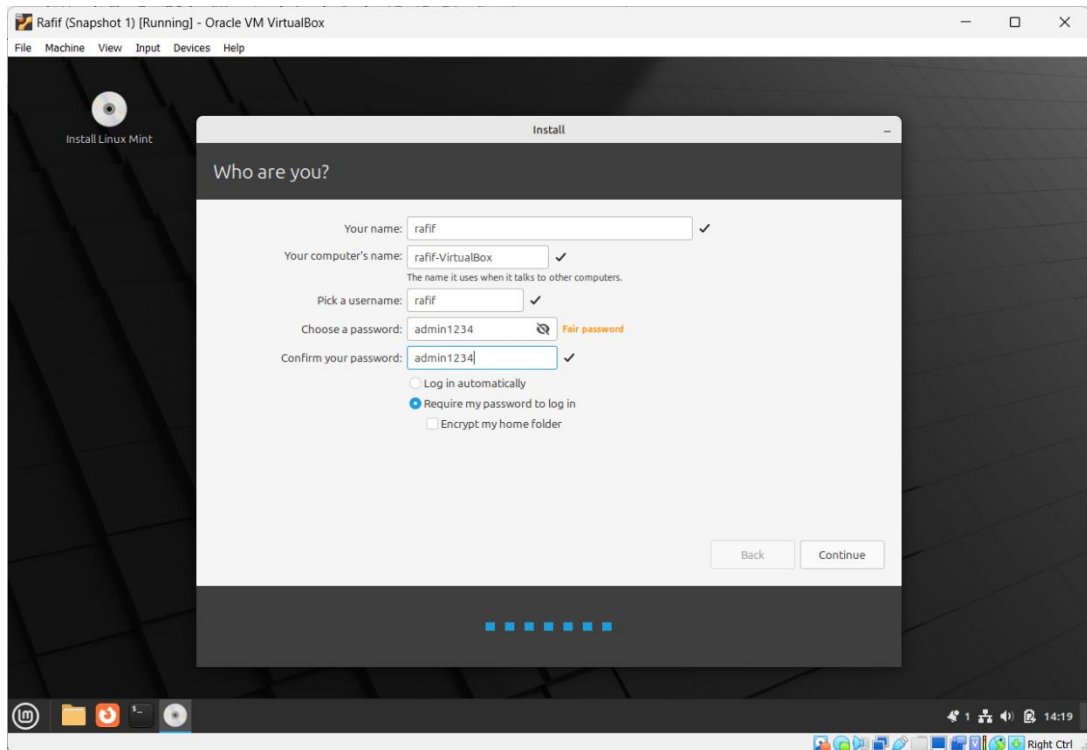 Rafif (Snapshot 1) [Running] - Oracle VM VirtualBox
File Machine View Input Devices Help
Install Linux Mint
Install
Who are you?
Your name: rafif
Your computer's name: rafif-VirtualBox
The name it uses when it talks to other computers.
Pick a username: rafif
Choose a password: admin1234 Fair password
Confirm your password: admin1234
Log in automatically
Require my password to log in
Encrypt my home folder
Back Continue
1 14:19
Right Ctrl